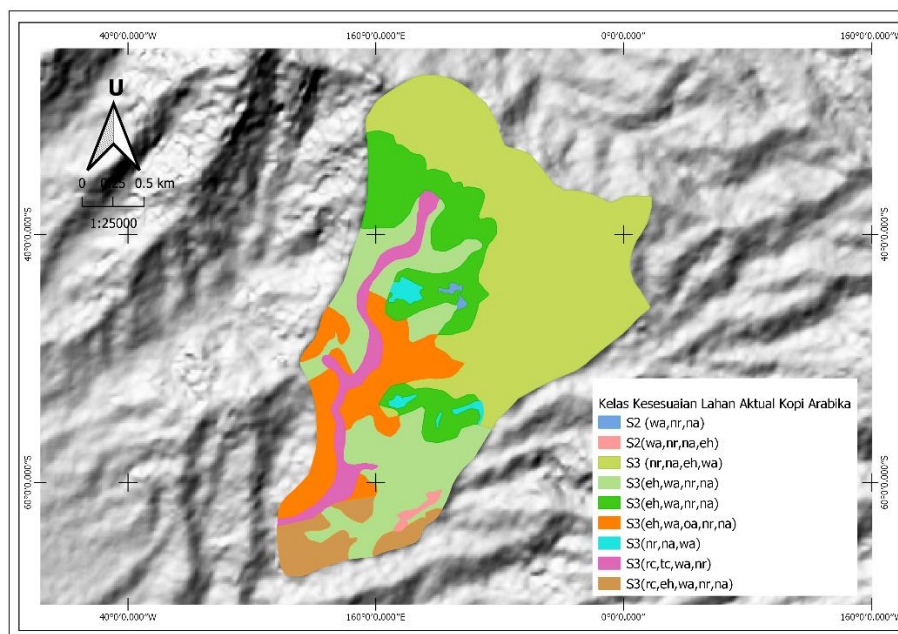 40°0'0.000"W 160°0'0.000"E 0°0'0.000" 160°0'0.000"W
U
0 0.25 0.5 km
1:25000
40°0'0.000"S 40°0'0.000"S
Kelas Kesesuaian Lahan Aktual Kopi Arabika
S2 (wa,nr,na)
S2(wa,nr,na,eh)
S3 (nr,na,eh,wa)
S3(eh,wa,nr,na)
S3(eh,wa,nr,na)
S3(eh,wa,oa,nr,na)
S3(nr,na,wa)
S3(rc,tc,wa,nr)
S3(rc,eh,wa,nr,na)
60°0'0.000"S 60°0'0.000"S
40°0'0.000"W 160°0'0.000"E 0°0'0.000" 160°0'0.000"W